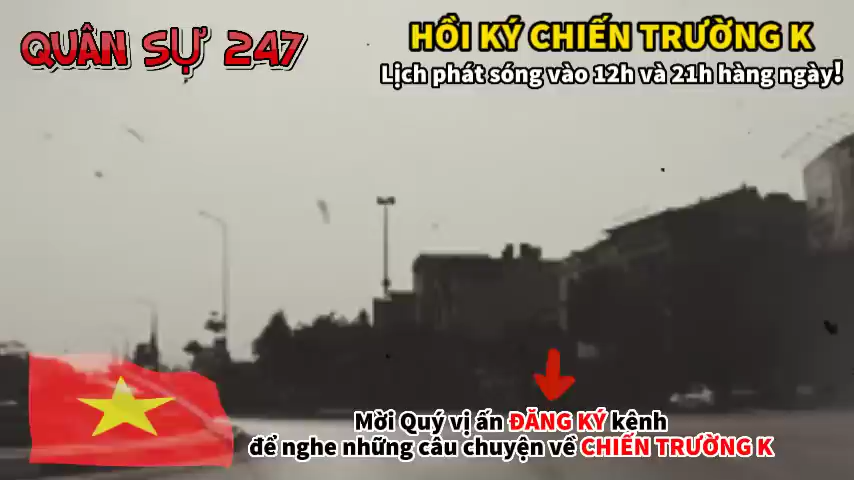 QUÂN SỰ 247
HỒI KÝ CHIẾN TRƯỜNG K
Lịch phát sóng vào 12h và 21h hàng ngày!
Mời Quý vị ấn ĐĂNG KÝ kênh
để nghe những câu chuyện về CHIẾN TRƯỜNG K